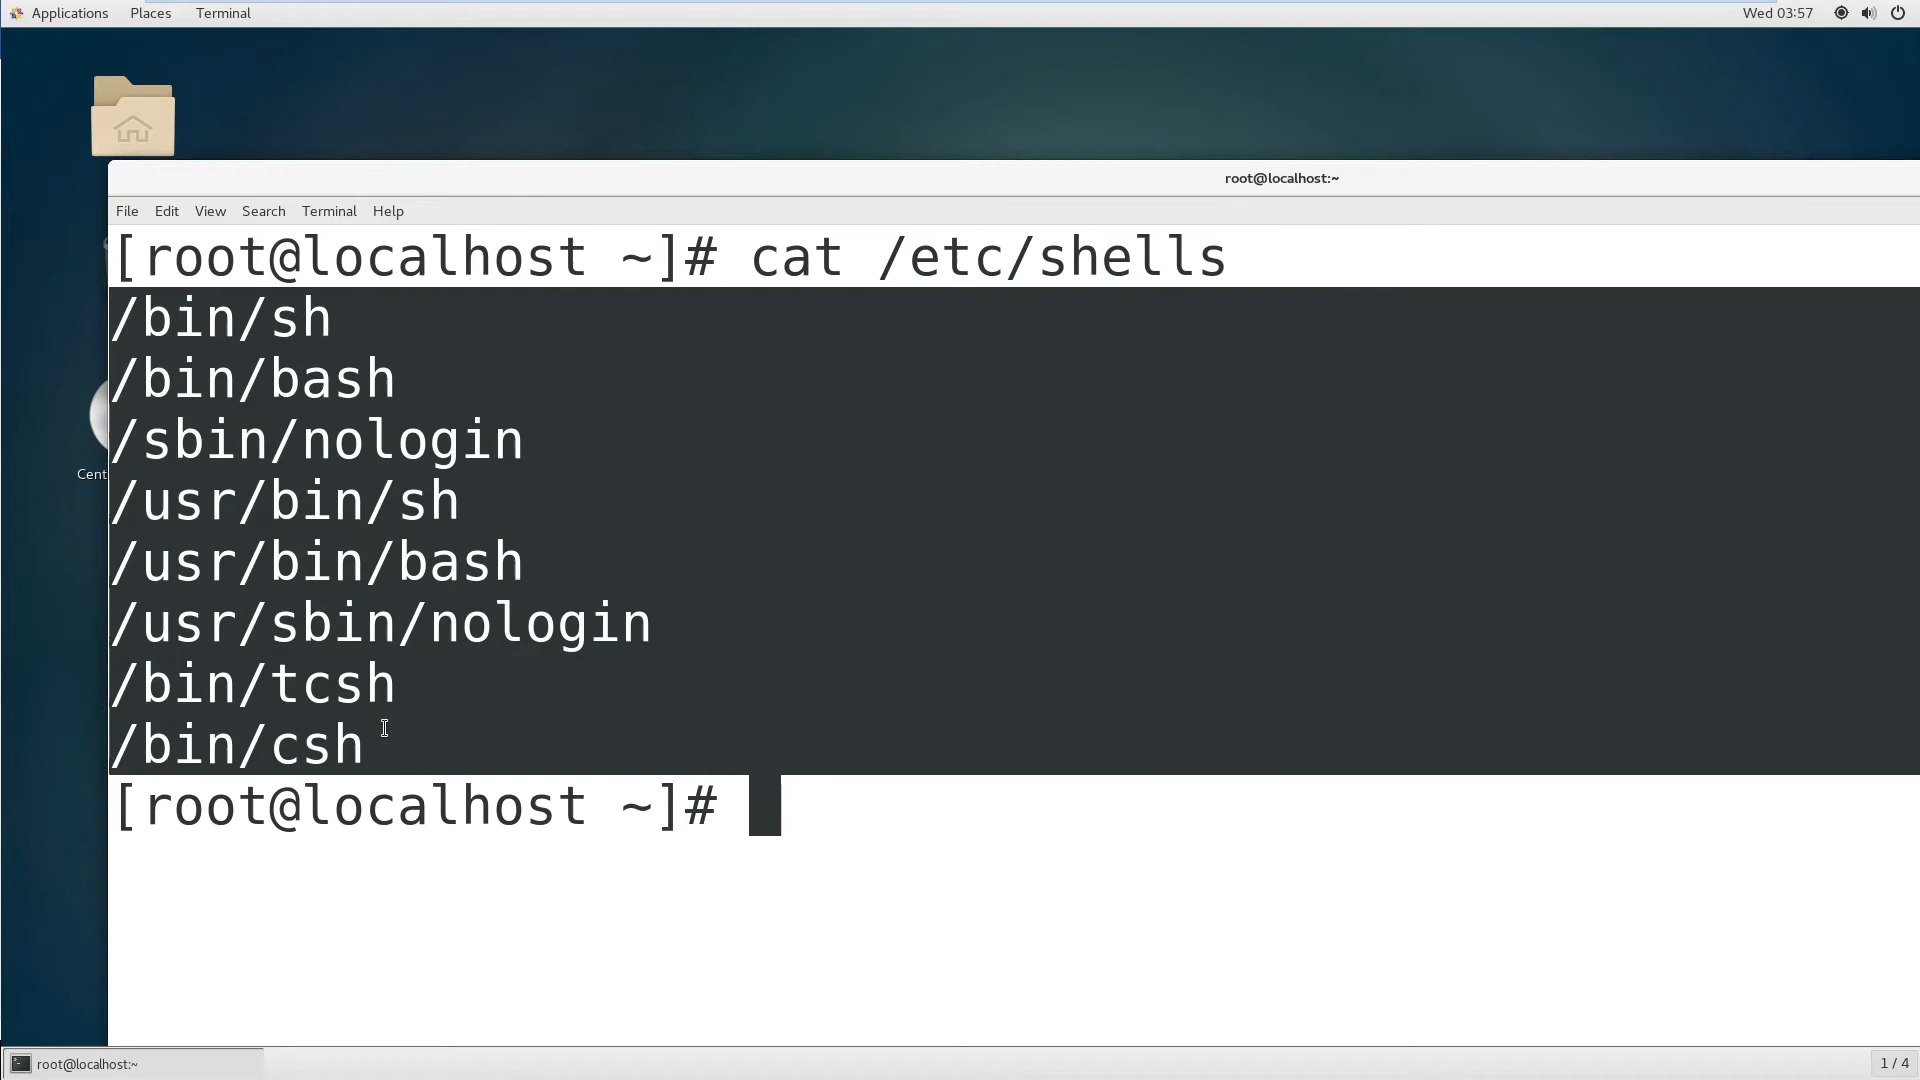 Applications Places Terminal Wed 03:57
root@localhost:~
File Edit View Search Terminal Help
[root@localhost ~]# cat /etc/shells
/bin/sh
/bin/bash
/sbin/nologin
/usr/bin/sh
/usr/bin/bash
/usr/sbin/nologin
/bin/tcsh
/bin/csh
Cent
[root@localhost ~]#
root@localhost:~ 1 / 4